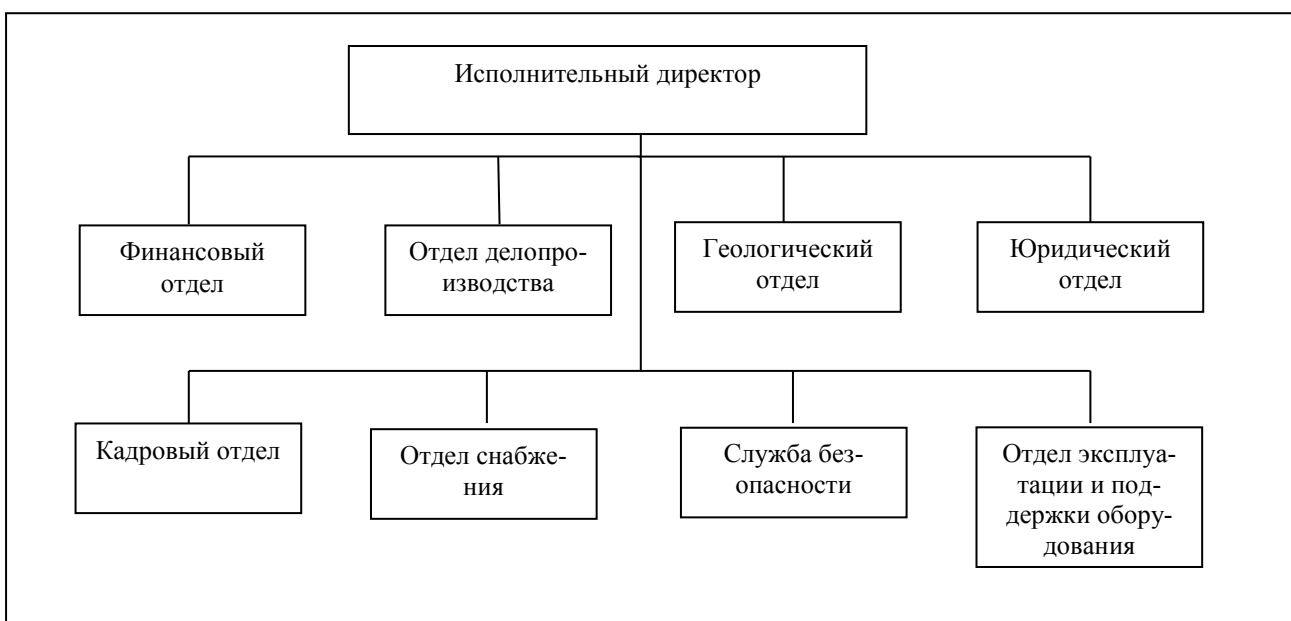 Исполнительный директор
Финансовый
отдел
Отдел делопро-
изводства
Геологический
отдел
Юридический
отдел
Кадровый отдел
Отдел снабже-
ния
Служба без-
опасности
Отдел эксплуа-
тации и под-
держки обору-
дования